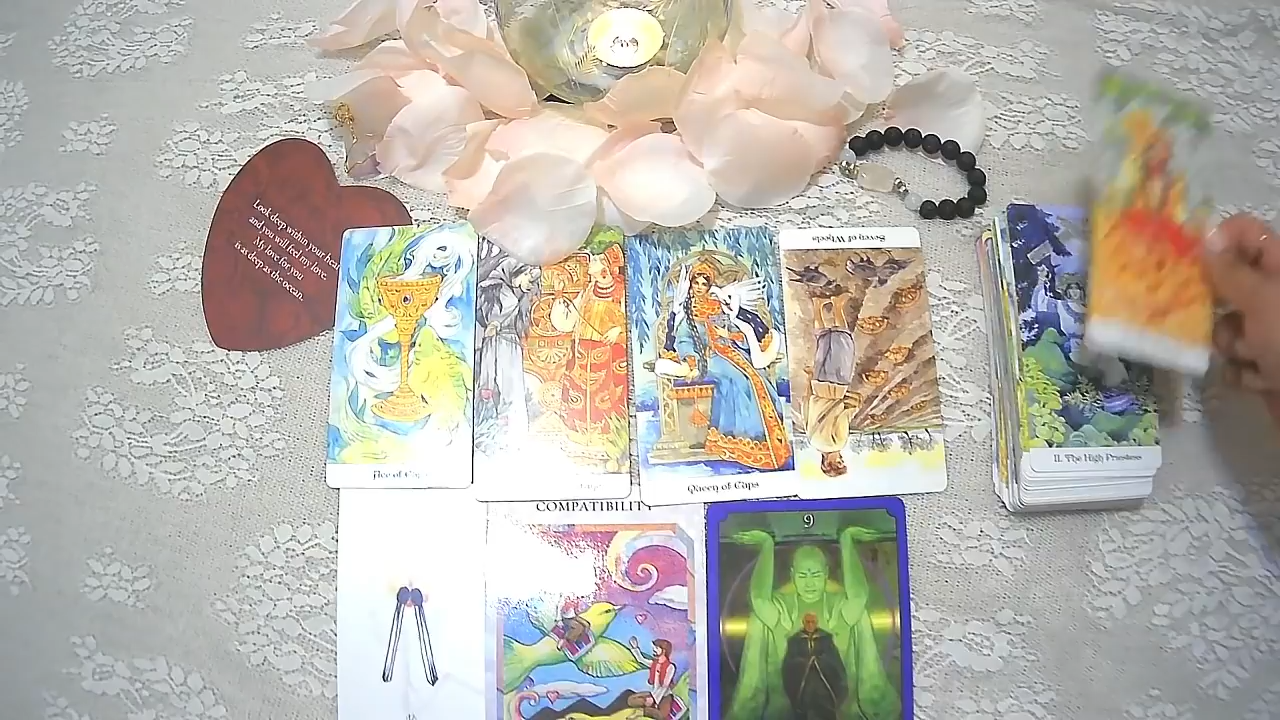 Look deep within your heart
and you will feel my love.
My love for you
is as deep as the ocean.
Seven of Wheels
Ace of Cups
Queen of Cups
II. The High Priestess
COMPATIBILITY
9